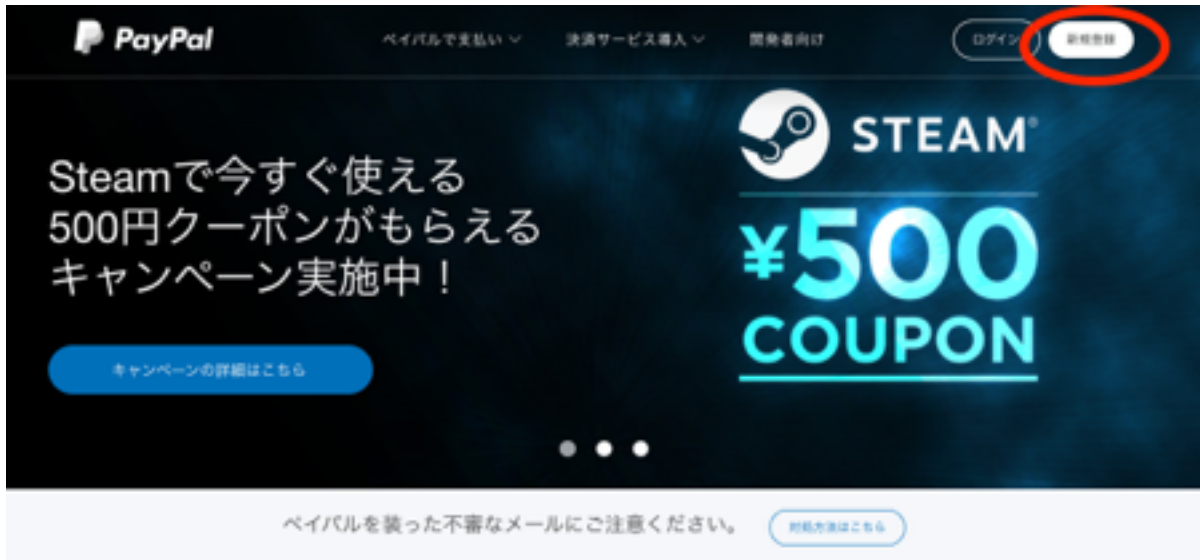 PayPal
ペイパルで支払い
決済サービス導入
開発者向け
ログイン
新規登録
STEAM®
Steamで今すぐ使える
500円クーポンがもらえる
キャンペーン実施中！
¥500
COUPON
キャンペーンの詳細はこちら
ペイパルを装った不審なメールにご注意ください。
対処方法はこちら